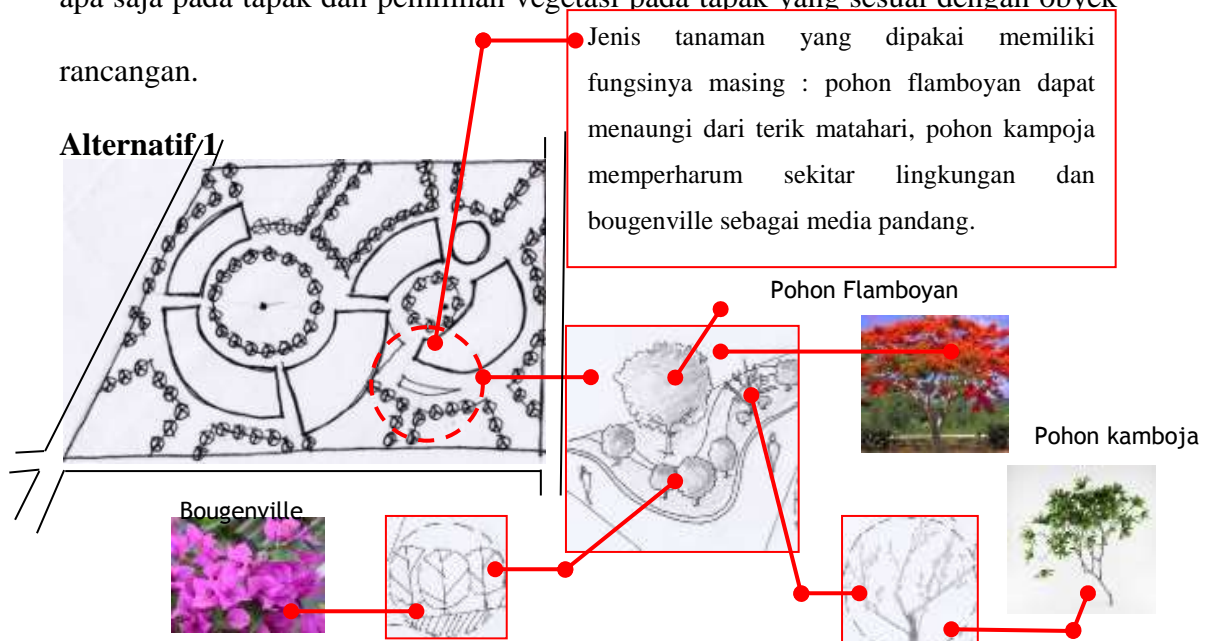 apa saja pada tapak dan pemilihan vegetasi pada tapak yang sesuai dengan obyek
rancangan.
Jenis tanaman yang dipakai memiliki
fungsinya masing : pohon flamboyan dapat
menaungi dari terik matahari, pohon kampoja
memperharum sekitar lingkungan dan
bougenville sebagai media pandang.
Alternatif 1
Pohon Flamboyan
Pohon kamboja
Bougenville